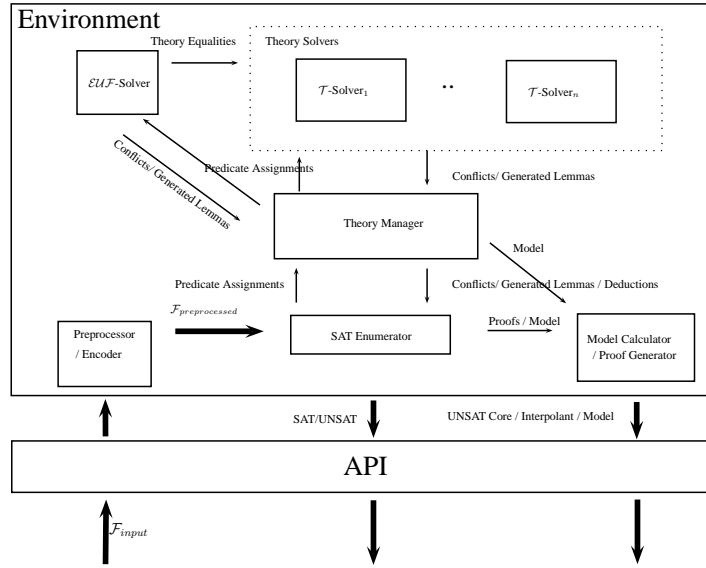 Environment
Theory Equalities
Theory Solvers
𝓔𝓤𝓕-Solver
𝒯-Solver₁
..
𝒯-Solverₙ
Conflicts/ Generated Lemmas
Predicate Assignments
Conflicts/ Generated Lemmas
Theory Manager
Model
Predicate Assignments
Conflicts/ Generated Lemmas / Deductions
ℱ_preprocessed
Preprocessor
/ Encoder
SAT Enumerator
Proofs / Model
Model Calculator
/ Proof Generator
SAT/UNSAT
UNSAT Core / Interpolant / Model
API
ℱ_input